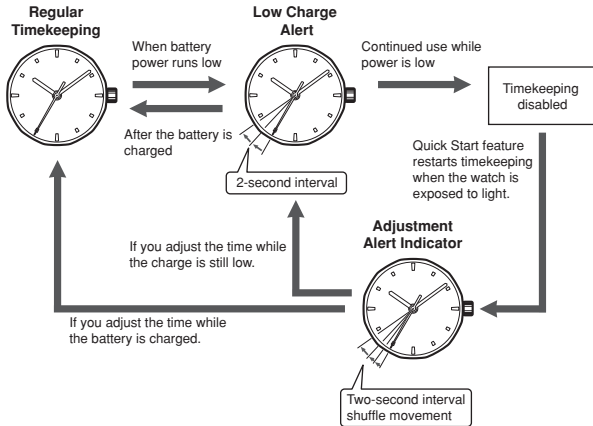 Regular
Timekeeping
When battery
power runs low
After the battery is
charged
Low Charge
Alert
2-second interval
Continued use while
power is low
Timekeeping
disabled
Quick Start feature
restarts timekeeping
when the watch is
exposed to light.
Adjustment
Alert Indicator
If you adjust the time while
the charge is still low.
If you adjust the time while
the battery is charged.
Two-second interval
shuffle movement